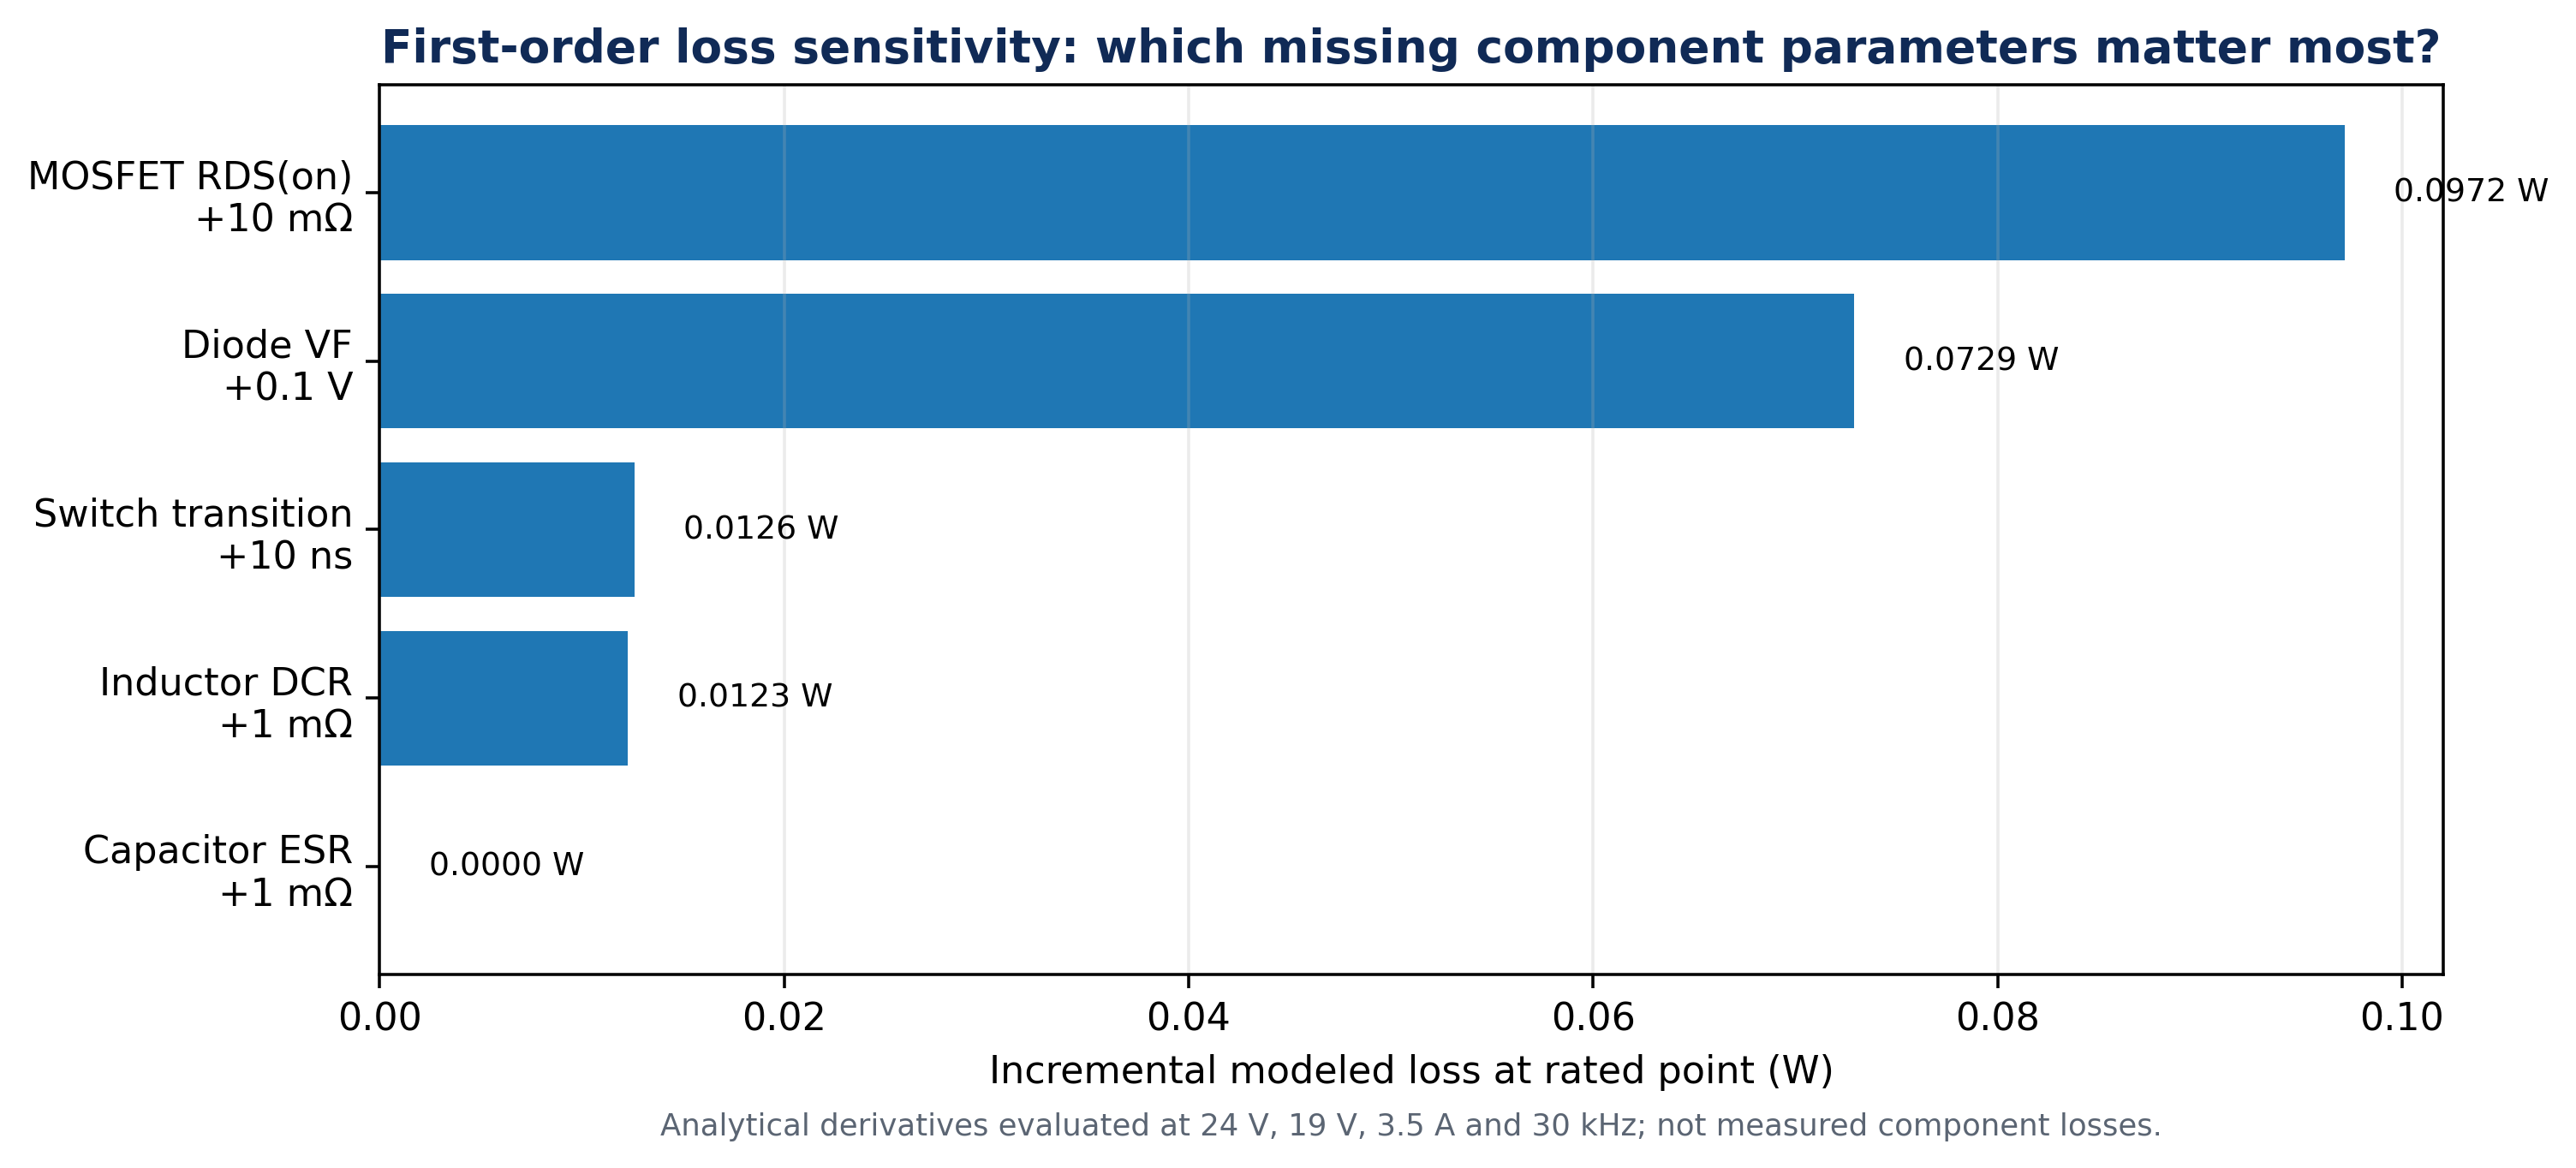 First-order loss sensitivity: which missing component parameters matter most?
MOSFET RDS(on)
+10 mΩ
0.0972 W
Diode VF
+0.1 V
0.0729 W
Switch transition
+10 ns
0.0126 W
Inductor DCR
+1 mΩ
0.0123 W
Capacitor ESR
+1 mΩ
0.0000 W
0.00 0.02 0.04 0.06 0.08 0.10
Incremental modeled loss at rated point (W)
Analytical derivatives evaluated at 24 V, 19 V, 3.5 A and 30 kHz; not measured component losses.